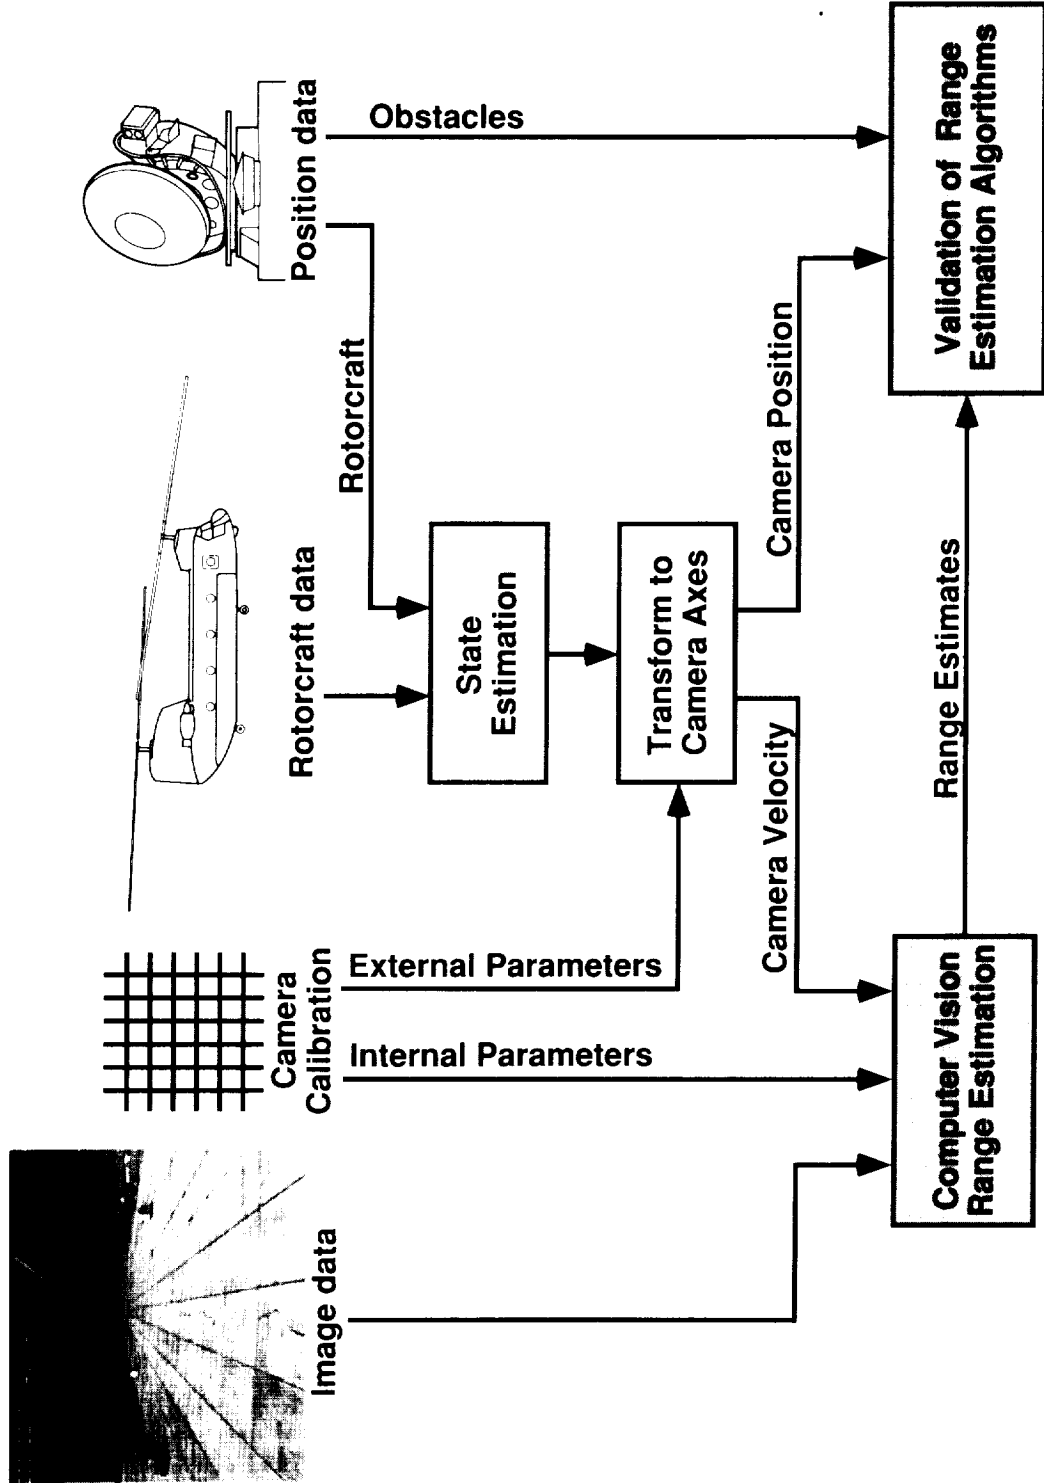 Image data
Camera
Calibration
Rotorcraft data
Position data
Internal Parameters
External Parameters
Rotorcraft
Obstacles
State
Estimation
Transform to
Camera Axes
Camera Velocity
Camera Position
Computer Vision
Range Estimation
Range Estimates
Validation of Range
Estimation Algorithms